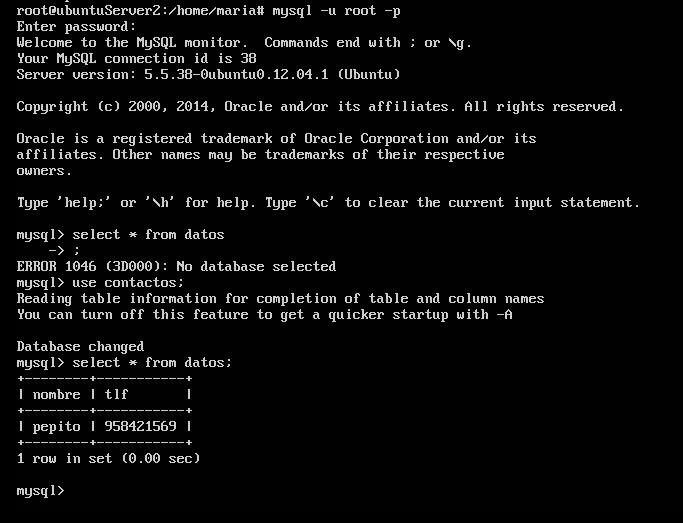 root@ubuntuServer2:/home/maria# mysql -u root -p
Enter password:
Welcome to the MySQL monitor.  Commands end with ; or \g.
Your MySQL connection id is 38
Server version: 5.5.38-0ubuntu0.12.04.1 (Ubuntu)

Copyright (c) 2000, 2014, Oracle and/or its affiliates. All rights reserved.

Oracle is a registered trademark of Oracle Corporation and/or its
affiliates. Other names may be trademarks of their respective
owners.

Type 'help;' or '\h' for help. Type '\c' to clear the current input statement.

mysql> select * from datos
    -> ;
ERROR 1046 (3D000): No database selected
mysql> use contactos;
Reading table information for completion of table and column names
You can turn off this feature to get a quicker startup with -A

Database changed
mysql> select * from datos;
+--------+-----------+
| nombre | tlf       |
+--------+-----------+
| pepito | 958421569 |
+--------+-----------+
1 row in set (0.00 sec)

mysql>